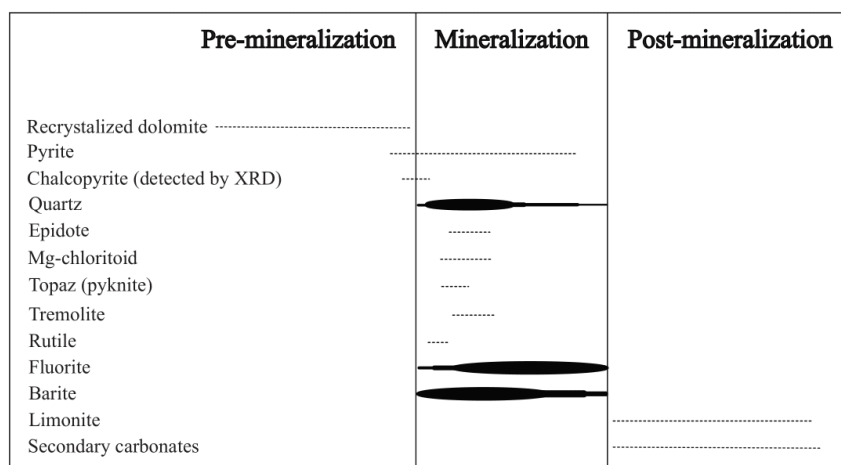 Pre-mineralization Mineralization Post-mineralization
Recrystalized dolomite
Pyrite
Chalcopyrite (detected by XRD)
Quartz
Epidote
Mg-chloritoid
Topaz (pyknite)
Tremolite
Rutile
Fluorite
Barite
Limonite
Secondary carbonates